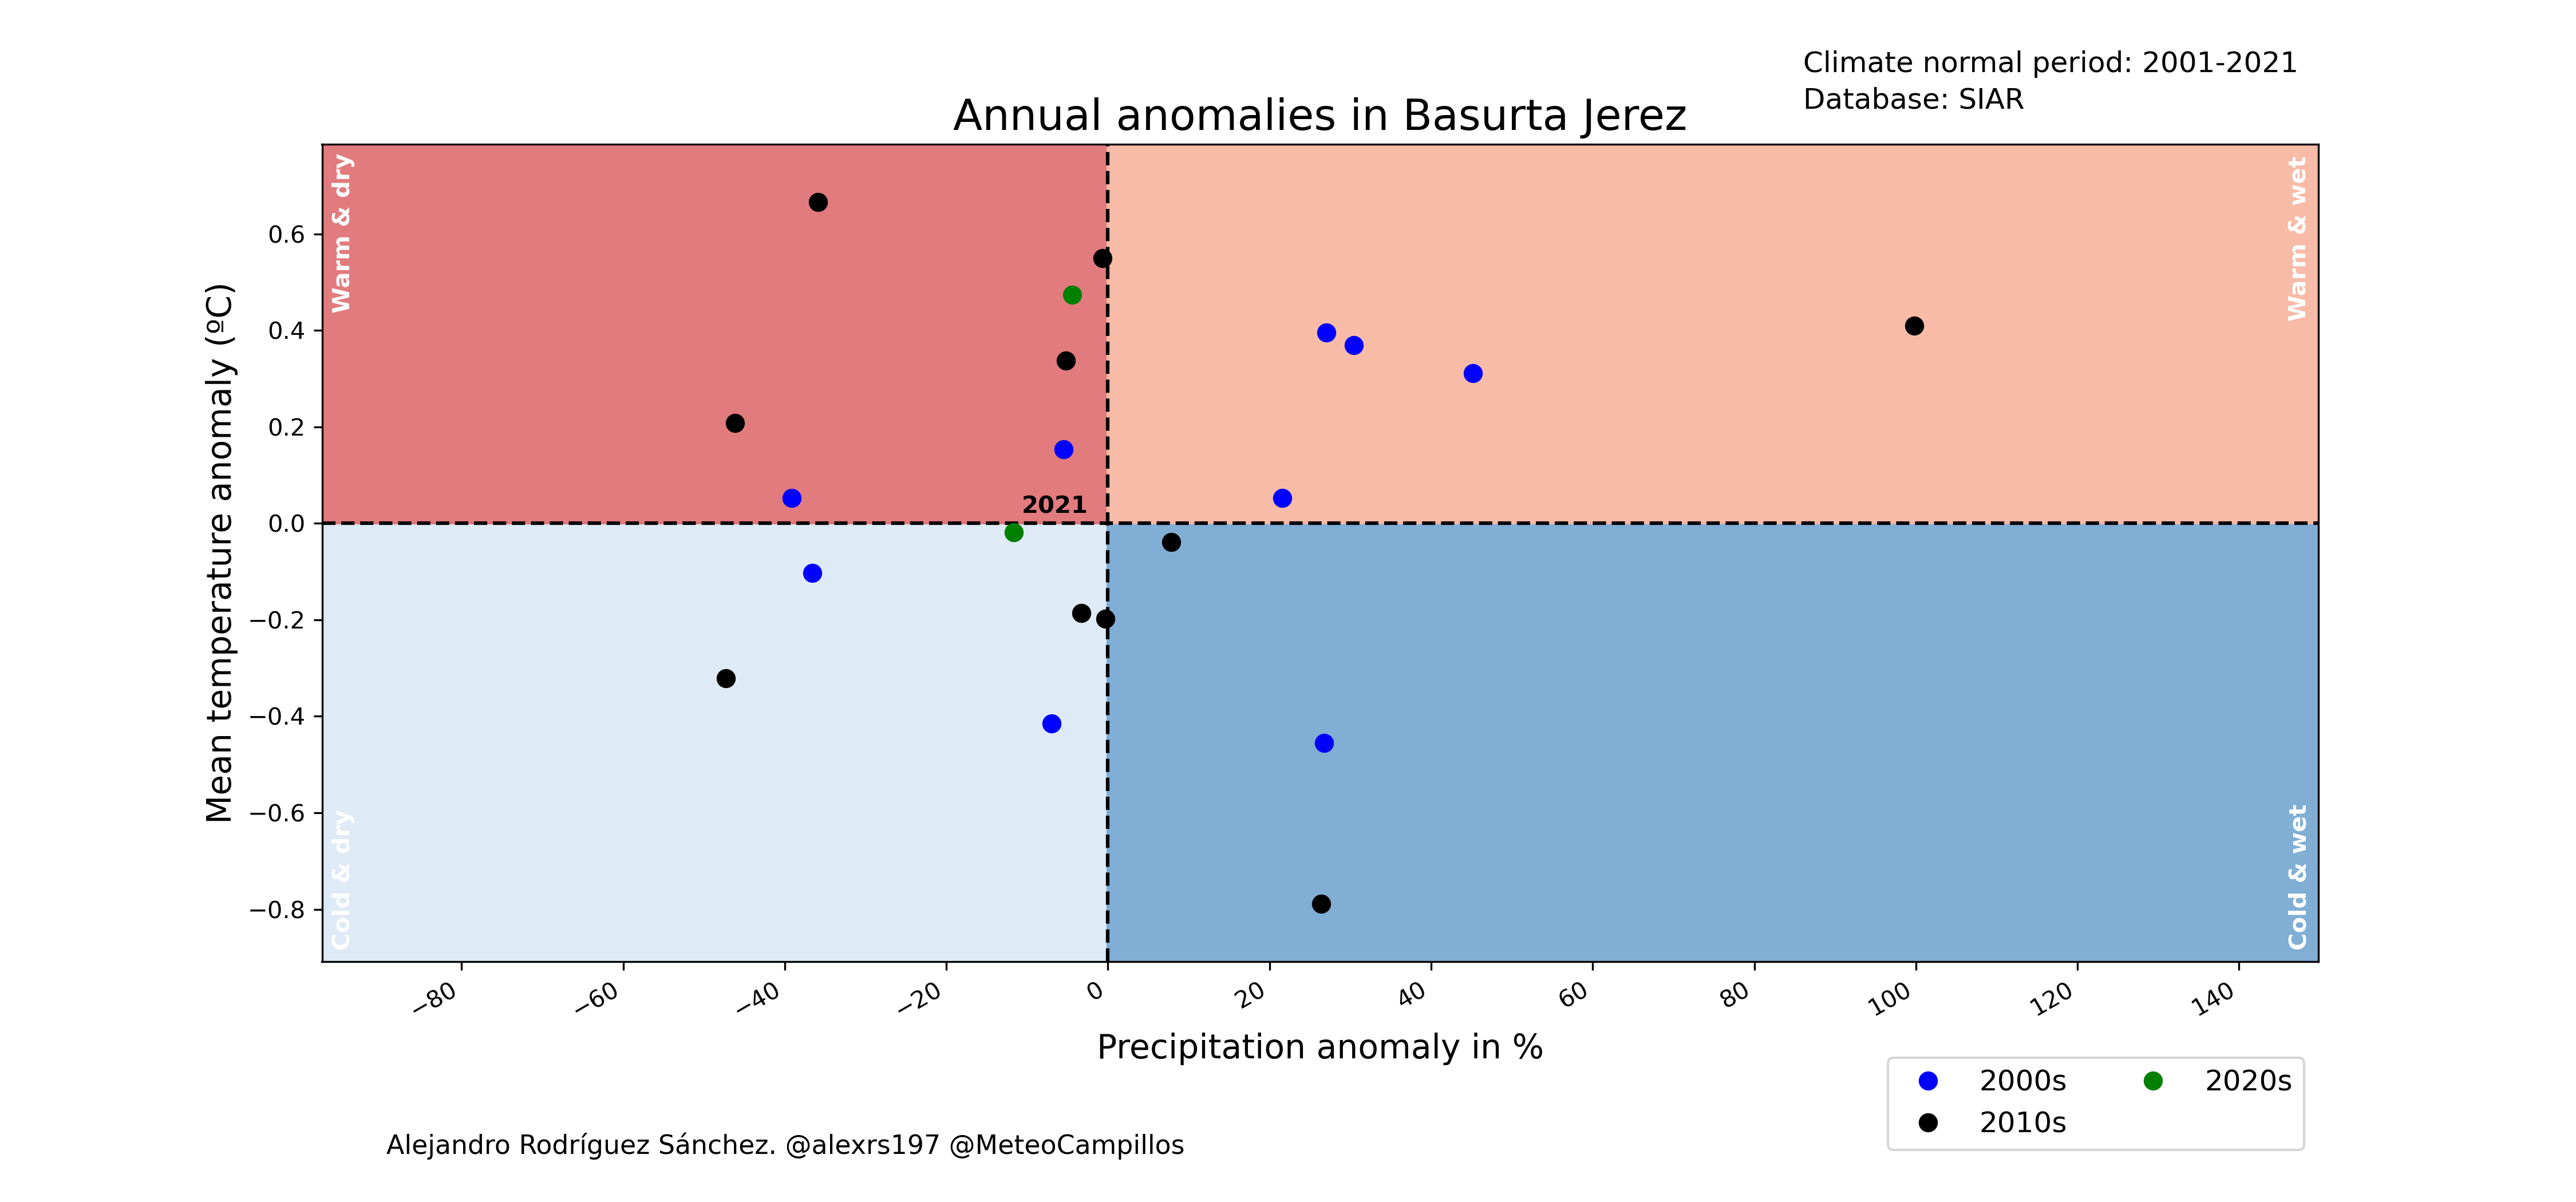 Climate normal period: 2001-2021
Database: SIAR
Annual anomalies in Basurta Jerez
Warm & dry
Warm & wet
Mean temperature anomaly (ºC)
0.6
0.4
0.2
0.0
−0.2
−0.4
−0.6
−0.8
2021
Cold & dry
Cold & wet
−80
−60
−40
−20
0
20
40
60
80
100
120
140
Precipitation anomaly in %
2000s
2020s
2010s
Alejandro Rodríguez Sánchez. @alexrs197 @MeteoCampillos